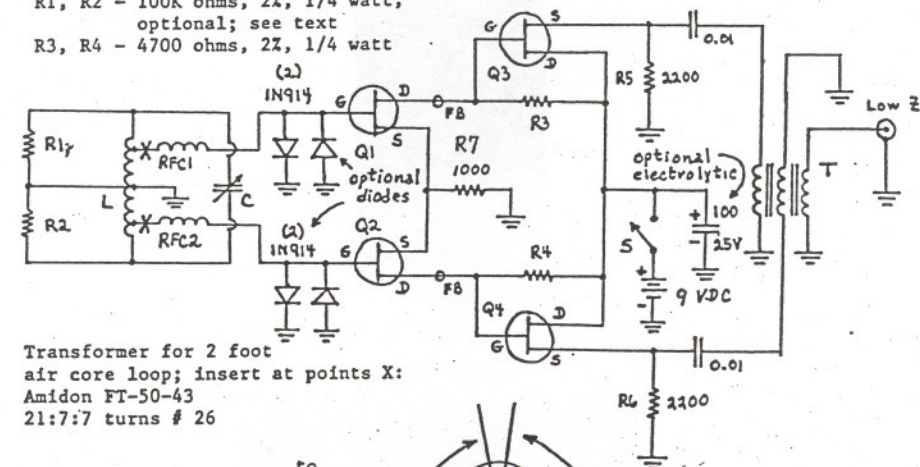 R1, R2 - 100K ohms, 2%, 1/4 watt,
optional; see text
R3, R4 - 4700 ohms, 2%, 1/4 watt
(2)
1N914
G
D
S
Q1
FB
Q3
G
S
D
R3
R5
2200
0.01
Low Z
R1
R2
L
X
RFC1
X
RFC2
C
optional
diodes
R7
1000
optional
electrolytic
T
(2)
1N914
Q2
G
S
D
FB
R4
S
+
-
9 VDC
+
-
100
25V
Q4
G
D
S
0.01
R6
2200
Transformer for 2 foot
air core loop; insert at points X:
Amidon FT-50-43
21:7:7 turns # 26
to